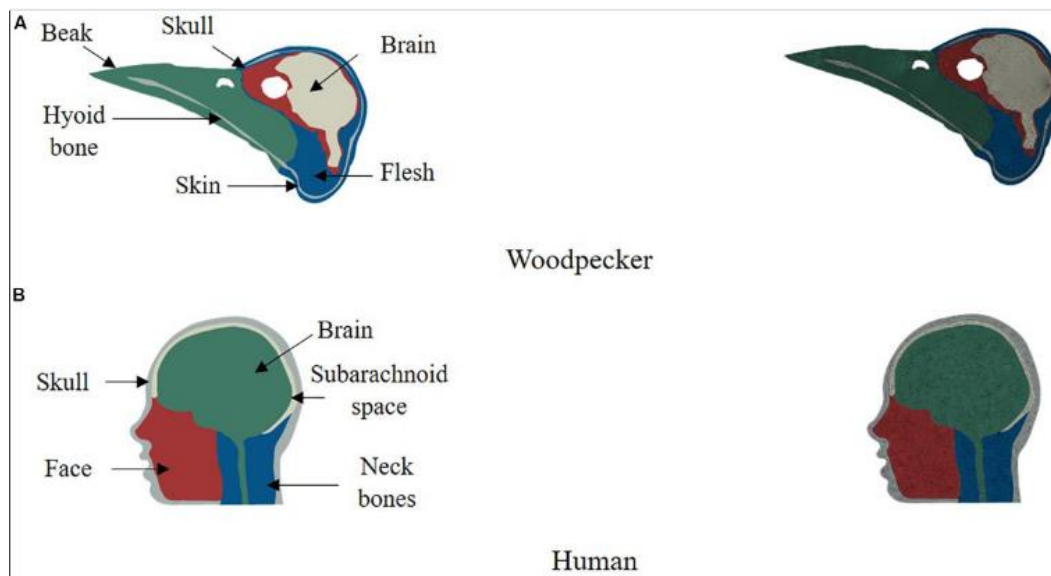 A
Beak
Skull
Brain
Hyoid
bone
Skin
Flesh
Woodpecker
B
Brain
Skull
Subarachnoid
space
Face
Neck
bones
Human